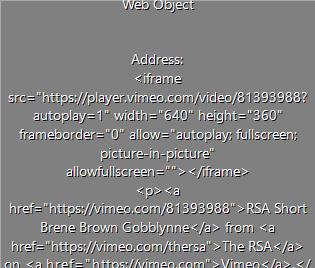 Web Object
Address:
<iframe
src="https://player.vimeo.com/video/81393988?
autoplay=1" width="640" height="360"
frameborder="0" allow="autoplay; fullscreen;
picture-in-picture"
allowfullscreen=""></iframe>
<p><a
href="https://vimeo.com/81393988">RSA Short
Brene Brown Gobblynne</a> from <a
href="https://vimeo.com/thersa">The RSA</a>
on <a href="https://vimeo.com">Vimeo</a>.</